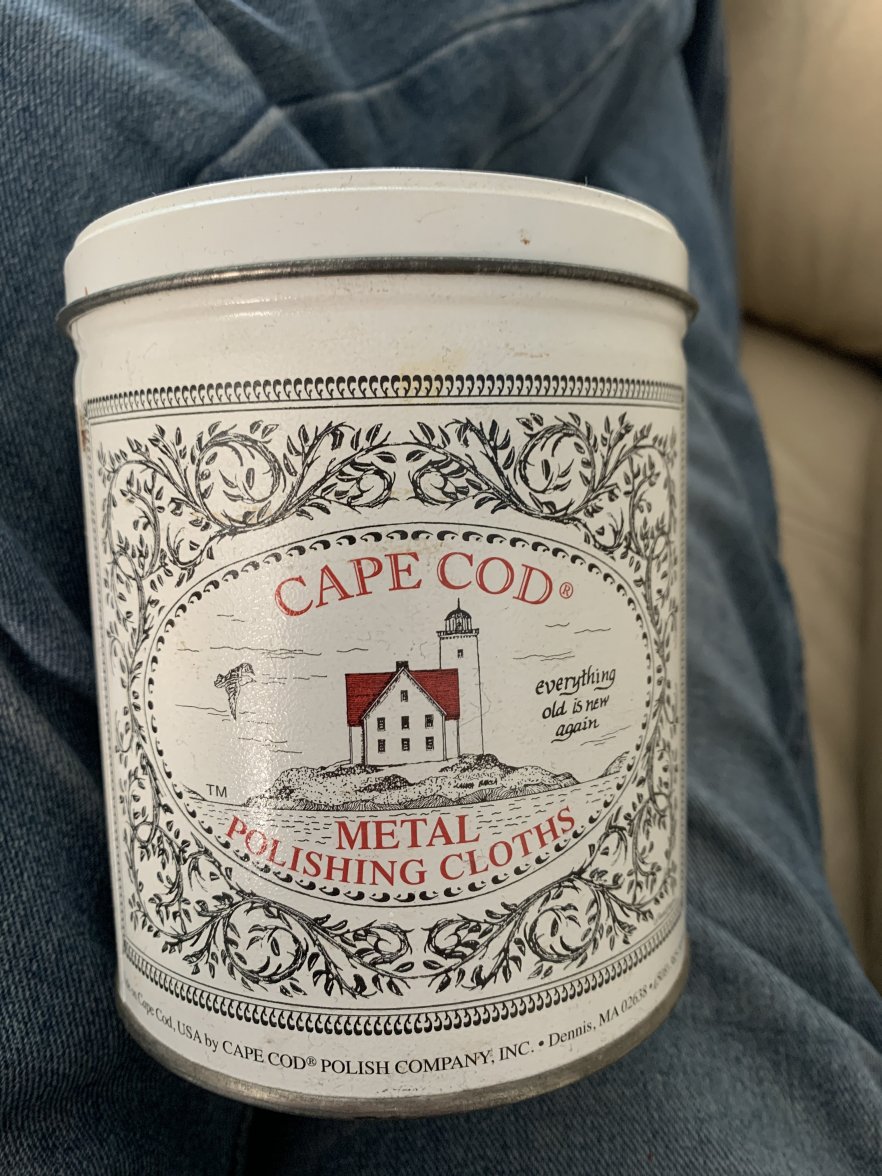 CAPE COD®
everything
old is new
again
TM
METAL
POLISHING CLOTHS
Cape Cod, USA by CAPE COD® POLISH COMPANY, INC. • Dennis, MA 02638 •